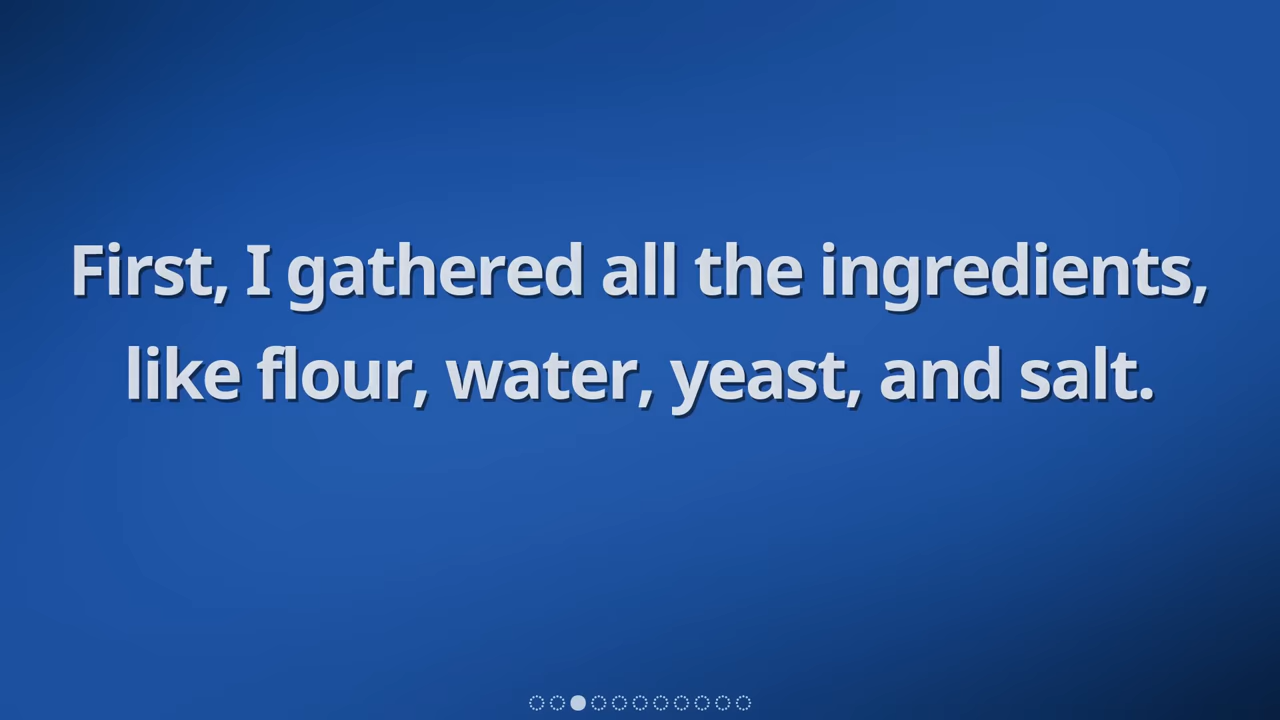 First, I gathered all the ingredients,
like flour, water, yeast, and salt.